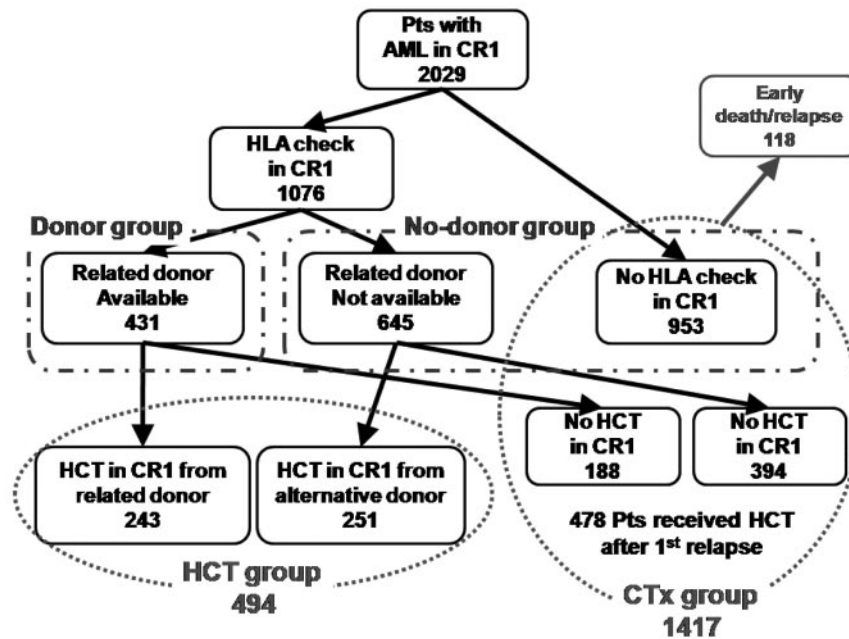 Pts with
AML in CR1
2029
Early
death/relapse
118
HLA check
in CR1
1076
Donor group
No-donor group
Related donor
Available
431
Related donor
Not available
645
No HLA check
in CR1
953
No HCT
in CR1
188
No HCT
in CR1
394
HCT in CR1 from
related donor
243
HCT in CR1 from
alternative donor
251
478 Pts received HCT
after 1st relapse
HCT group
494
CTx group
1417